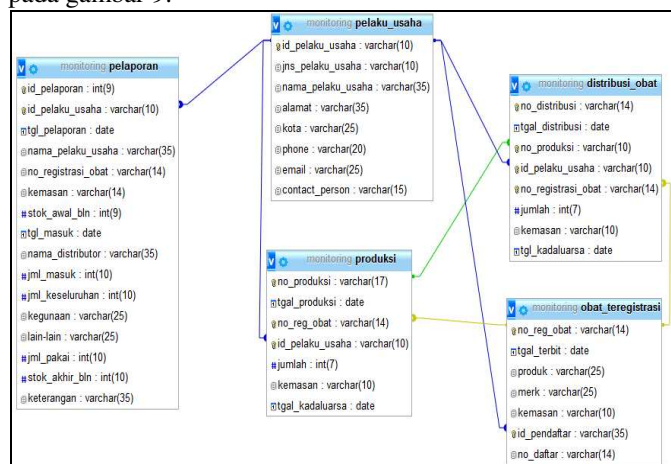 pada gambar 9.
monitoring pelaporan
id_pelaporan : int(9)
id_pelaku_usaha : varchar(10)
tgl_pelaporan : date
nama_pelaku_usaha : varchar(35)
no_registrasi_obat : varchar(14)
kemasan : varchar(14)
stok_awal_bln : int(9)
tgl_masuk : date
nama_distributor : varchar(35)
jml_masuk : int(10)
jml_keseluruhan : int(10)
kegunaan : varchar(25)
lain-lain : varchar(25)
jml_pakai : int(10)
stok_akhir_bln : int(10)
keterangan : varchar(35)
monitoring pelaku_usaha
id_pelaku_usaha : varchar(10)
jns_pelaku_usaha : varchar(10)
nama_pelaku_usaha : varchar(35)
alamat : varchar(35)
kota : varchar(25)
phone : varchar(20)
email : varchar(25)
contact_person : varchar(15)
monitoring produksi
no_produksi : varchar(17)
tgal_produksi : date
no_reg_obat : varchar(14)
id_pelaku_usaha : varchar(10)
jumlah : int(7)
kemasan : varchar(10)
tgal_kadaluarsa : date
monitoring distribusi_obat
no_distribusi : varchar(14)
tgal_distribusi : date
no_produksi : varchar(10)
id_pelaku_usaha : varchar(10)
no_registrasi_obat : varchar(14)
jumlah : int(7)
kemasan : varchar(10)
tgl_kadaluarsa : date
monitoring obat_teregistrasi
no_reg_obat : varchar(14)
tgl_terbit : date
produk : varchar(25)
merk : varchar(25)
kemasan : varchar(10)
id_pendaftar : varchar(35)
no_daftar : varchar(14)